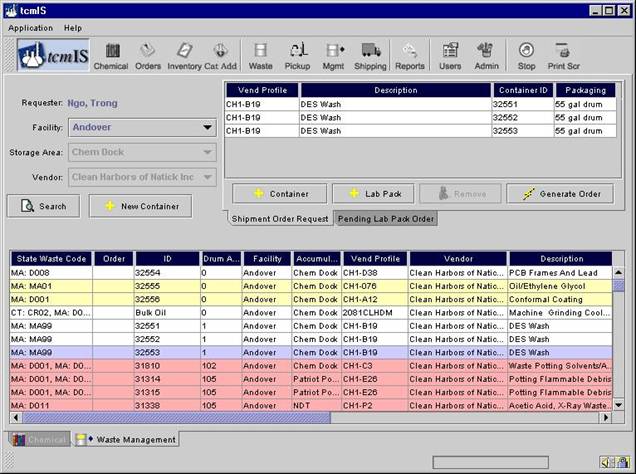 tcmIS
Application Help
tcmIS Chemical Orders Inventory Cat Add Waste Pickup Mgmt Shipping Reports Users Admin Stop Print Scr
Requester: Ngo, Trong
Facility: Andover
Storage Area: Chem Dock
Vendor: Clean Harbors of Natick Inc
Search New Container
Vend Profile Description Container ID Packaging
CH1-B19 DES Wash 32551 55 gal drum
CH1-B19 DES Wash 32552 55 gal drum
CH1-B19 DES Wash 32553 55 gal drum
Container Lab Pack Remove Generate Order
Shipment Order Request Pending Lab Pack Order
State Waste Code Order ID Drum A... Facility Accumul... Vend Profile Vendor Description
MA: D008 32554 0 Andover Chem Dock CH1-D38 Clean Harbors of Natic... PCB Frames And Lead
MA: MA01 32555 0 Andover Chem Dock CH1-076 Clean Harbors of Natic... Oil/Ethylene Glycol
MA: D001 32556 0 Andover Chem Dock CH1-A12 Clean Harbors of Natic... Conformal Coating
CT: CR02, MA: D0... Bulk Oil 0 Andover Chem Dock 2081CLHDM Clean Harbors of Natic... Machine Grinding Cool...
MA: MA99 32551 1 Andover Chem Dock CH1-B19 Clean Harbors of Natic... DES Wash
MA: MA99 32552 1 Andover Chem Dock CH1-B19 Clean Harbors of Natic... DES Wash
MA: MA99 32553 1 Andover Chem Dock CH1-B19 Clean Harbors of Natic... DES Wash
MA: D001, MA: D0... 31810 102 Andover Chem Dock CH1-C3 Clean Harbors of Natic... Waste Potting Solvents/A...
MA: D001, MA: D0... 31314 105 Andover Patriot Po... CH1-E26 Clean Harbors of Natic... Potting Flammable Debris
MA: D001, MA: D0... 31315 105 Andover Patriot Po... CH1-E26 Clean Harbors of Natic... Potting Flammable Debris
MA: D011 31338 105 Andover NDT CH1-P2 Clean Harbors of Natic... Acetic Acid, X-Ray Waste...
Chemical Waste Management